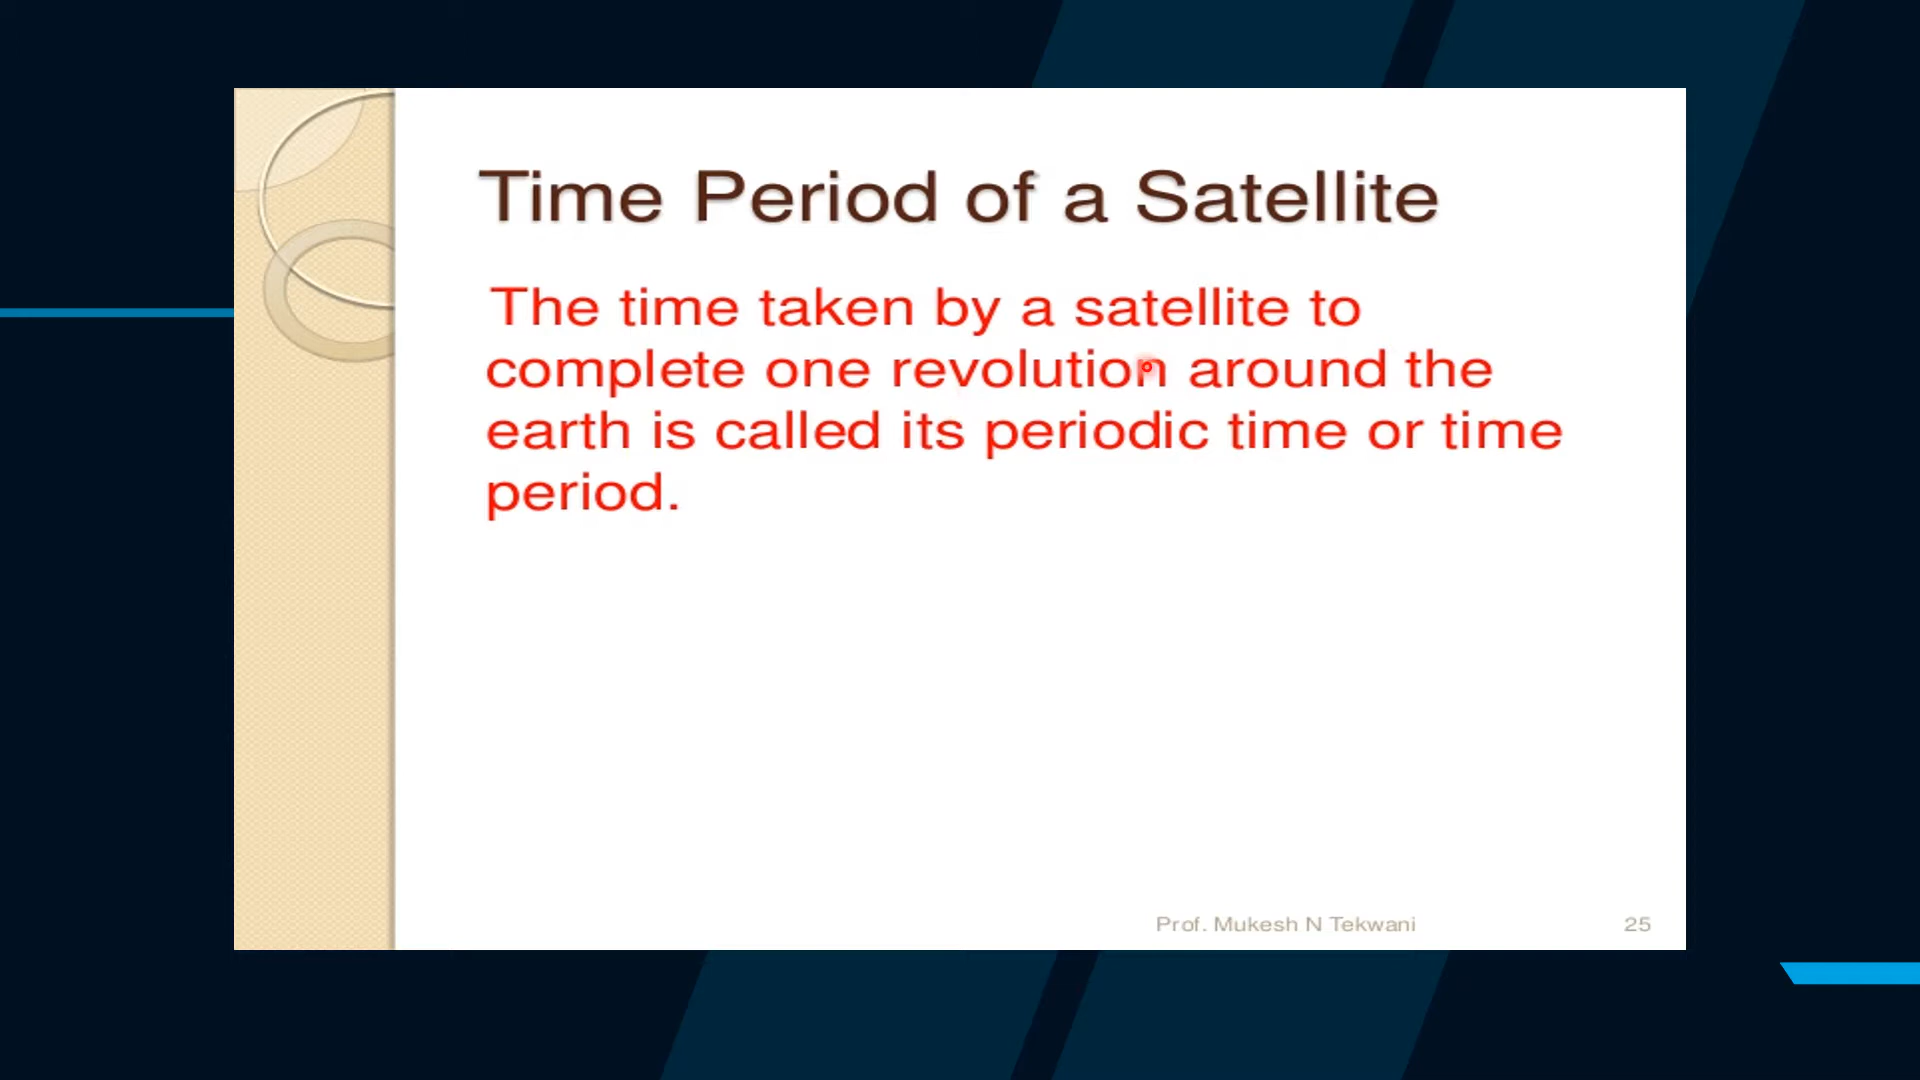 Time Period of a Satellite
The time taken by a satellite to
complete one revolution around the
earth is called its periodic time or time
period.
Prof. Mukesh N Tekwani
25